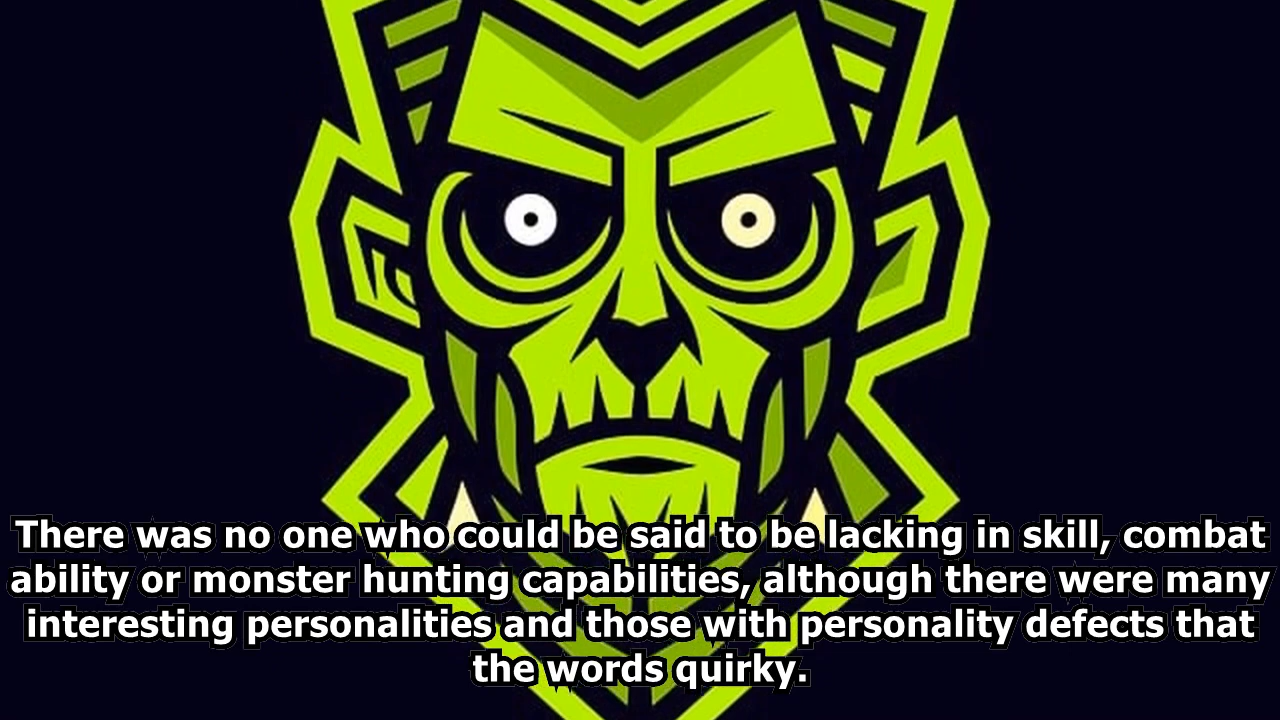 There was no one who could be said to be lacking in skill, combat
ability or monster hunting capabilities, although there were many
interesting personalities and those with personality defects that
the words quirky.